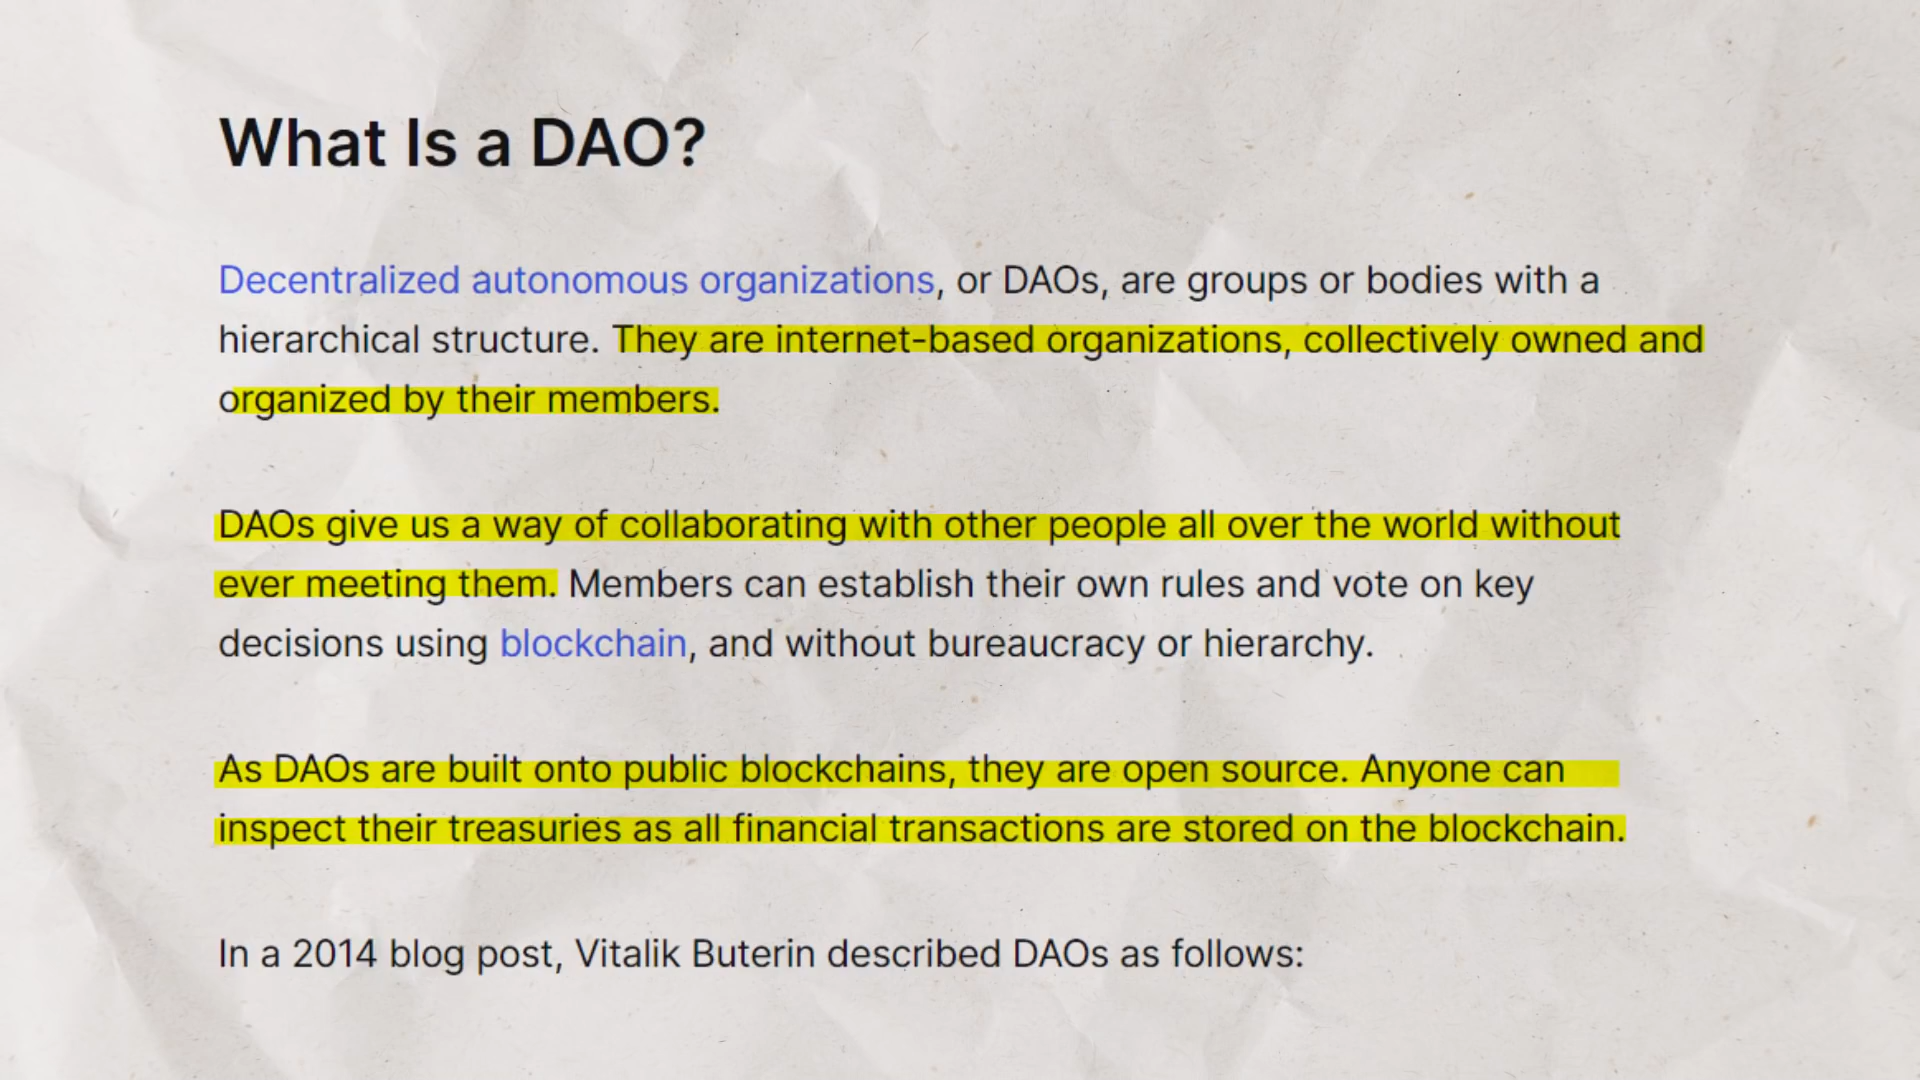 What Is a DAO?
Decentralized autonomous organizations, or DAOs, are groups or bodies with a
hierarchical structure. They are internet-based organizations, collectively owned and
organized by their members.
DAOs give us a way of collaborating with other people all over the world without
ever meeting them. Members can establish their own rules and vote on key
decisions using blockchain, and without bureaucracy or hierarchy.
As DAOs are built onto public blockchains, they are open source. Anyone can
inspect their treasuries as all financial transactions are stored on the blockchain.
In a 2014 blog post, Vitalik Buterin described DAOs as follows: